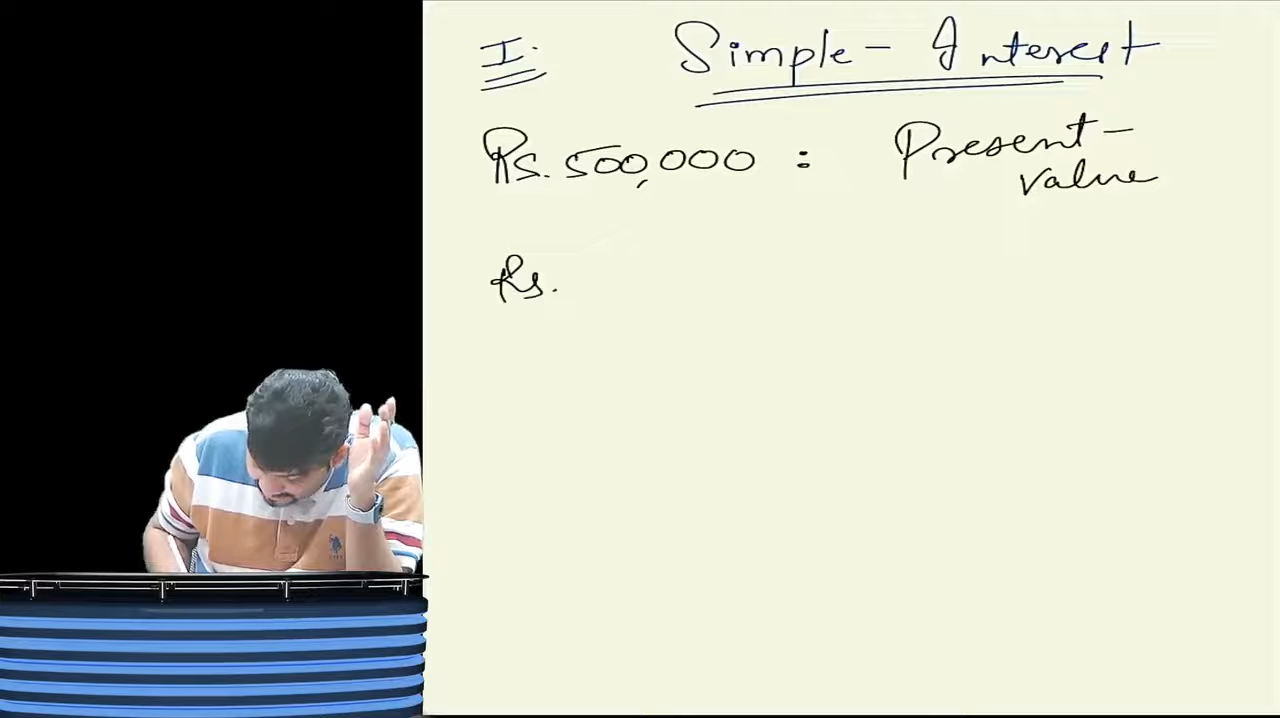 I. Simple - Interest
Rs. 500,000 : Present-
value
Rs.